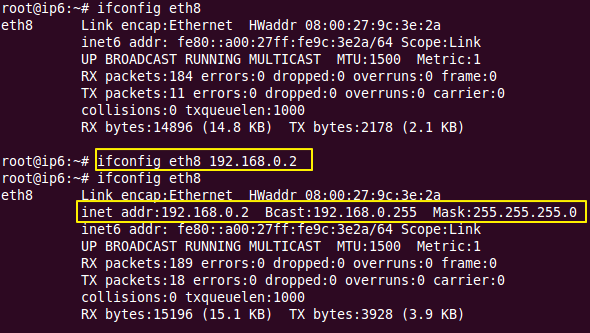 root@ip6:~# ifconfig eth8
eth8      Link encap:Ethernet  HWaddr 08:00:27:9c:3e:2a
          inet6 addr: fe80::a00:27ff:fe9c:3e2a/64 Scope:Link
          UP BROADCAST RUNNING MULTICAST  MTU:1500  Metric:1
          RX packets:184 errors:0 dropped:0 overruns:0 frame:0
          TX packets:11 errors:0 dropped:0 overruns:0 carrier:0
          collisions:0 txqueuelen:1000
          RX bytes:14896 (14.8 KB)  TX bytes:2178 (2.1 KB)

root@ip6:~# ifconfig eth8 192.168.0.2
root@ip6:~# ifconfig eth8
eth8      Link encap:Ethernet  HWaddr 08:00:27:9c:3e:2a
          inet addr:192.168.0.2  Bcast:192.168.0.255  Mask:255.255.255.0
          inet6 addr: fe80::a00:27ff:fe9c:3e2a/64 Scope:Link
          UP BROADCAST RUNNING MULTICAST  MTU:1500  Metric:1
          RX packets:189 errors:0 dropped:0 overruns:0 frame:0
          TX packets:18 errors:0 dropped:0 overruns:0 carrier:0
          collisions:0 txqueuelen:1000
          RX bytes:15196 (15.1 KB)  TX bytes:3928 (3.9 KB)